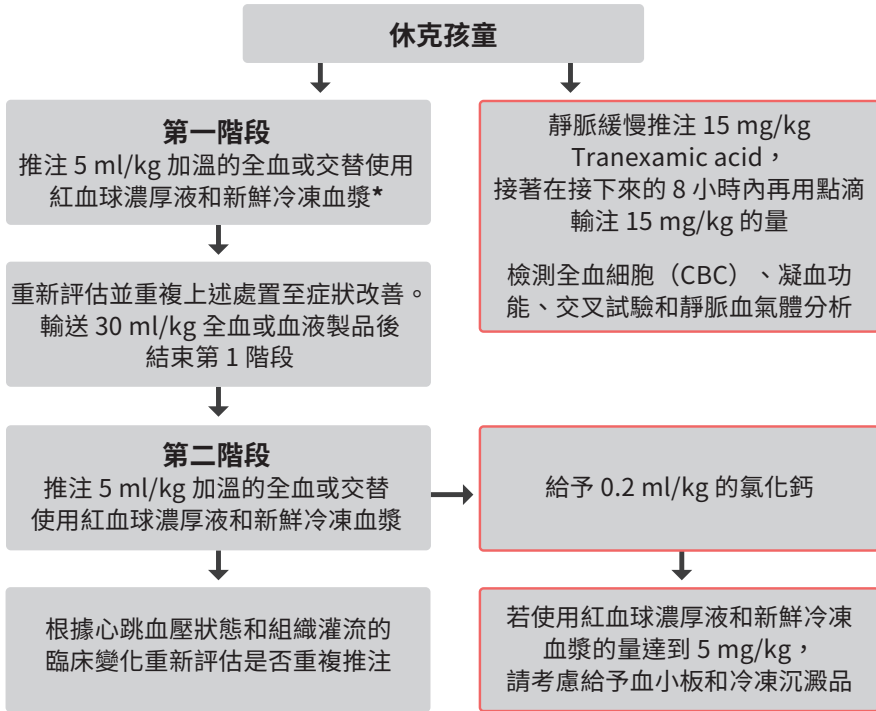 休克孩童
第一階段
推注 5 ml/kg 加溫的全血或交替使用
紅血球濃厚液和新鮮冷凍血漿*
靜脈緩慢推注 15 mg/kg
Tranexamic acid，
接著在接下來的 8 小時內再用點滴
輸注 15 mg/kg 的量
檢測全血細胞（CBC）、凝血功
能、交叉試驗和靜脈血氣體分析
重新評估並重複上述處置至症狀改善。
輸送 30 ml/kg 全血或血液製品後
結束第 1 階段
第二階段
推注 5 ml/kg 加溫的全血或交替
使用紅血球濃厚液和新鮮冷凍血漿
給予 0.2 ml/kg 的氯化鈣
根據心跳血壓狀態和組織灌流的
臨床變化重新評估是否重複推注
若使用紅血球濃厚液和新鮮冷凍
血漿的量達到 5 mg/kg，
請考慮給予血小板和冷凍沉澱品